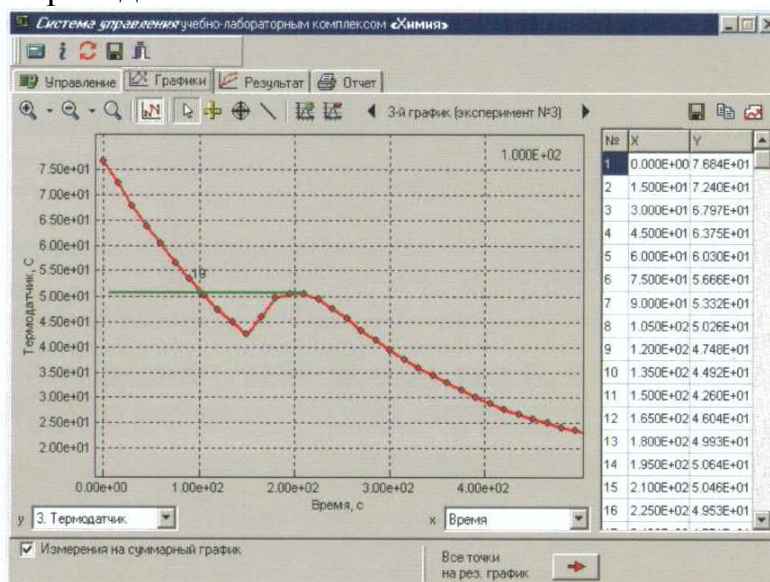 Система управления учебно-лабораторным комплексом «Химия»
Управление Графики Результат Отчет
3-й график (эксперимент №3)
1.000E+02
Термодатчик, С
7.50e+01
7.00e+01
6.50e+01
6.00e+01
5.50e+01
5.00e+01
4.50e+01
4.00e+01
3.50e+01
3.00e+01
2.50e+01
2.00e+01
19
0.00e+00 1.00e+02 2.00e+02 3.00e+02 4.00e+02
Время, с
№ X Y
1 0.000E+00 7.684E+01
2 1.500E+01 7.240E+01
3 3.000E+01 6.797E+01
4 4.500E+01 6.375E+01
5 6.000E+01 6.030E+01
6 7.500E+01 5.666E+01
7 9.000E+01 5.332E+01
8 1.050E+02 5.026E+01
9 1.200E+02 4.748E+01
10 1.350E+02 4.492E+01
11 1.500E+02 4.260E+01
12 1.650E+02 4.604E+01
13 1.800E+02 4.993E+01
14 1.950E+02 5.064E+01
15 2.100E+02 5.046E+01
16 2.250E+02 4.953E+01
y 3. Термодатчик x Время
Измерения на суммарный график
Все точки
на рез. график